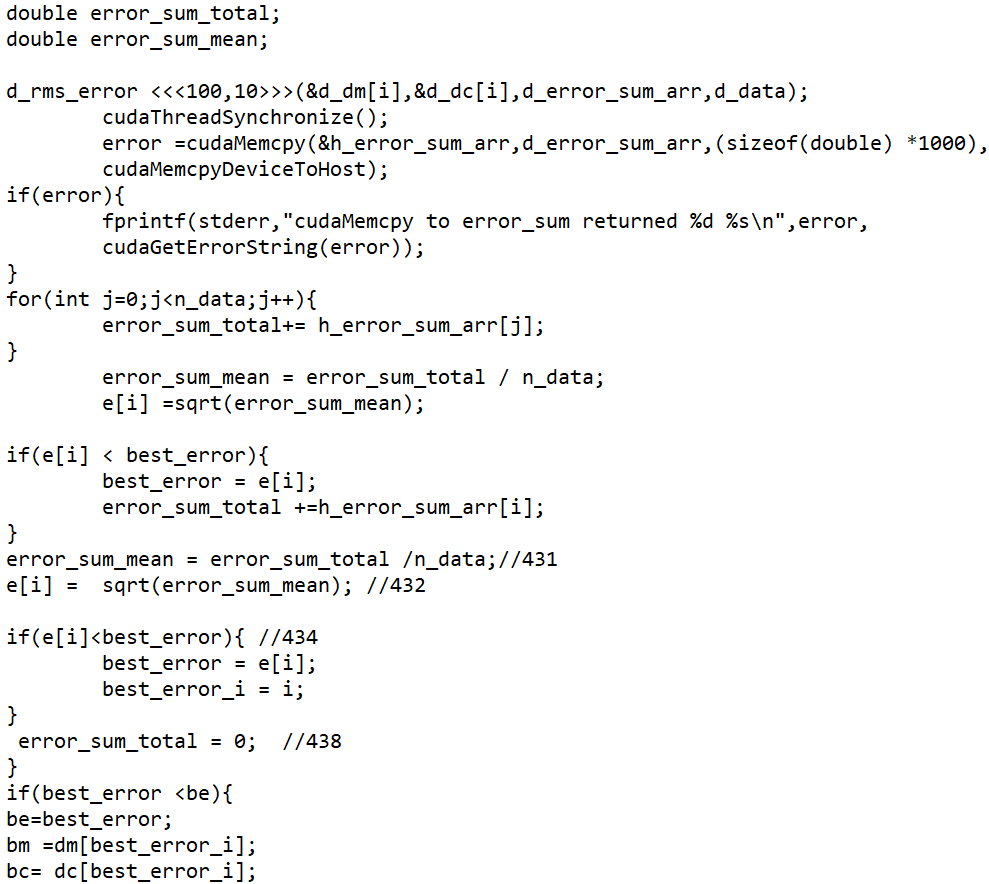 double error_sum_total;
double error_sum_mean;

d_rms_error <<<100,10>>>(&d_dm[i],&d_dc[i],d_error_sum_arr,d_data);
        cudaThreadSynchronize();
        error =cudaMemcpy(&h_error_sum_arr,d_error_sum_arr,(sizeof(double) *1000),
        cudaMemcpyDeviceToHost);
if(error){
        fprintf(stderr,"cudaMemcpy to error_sum returned %d %s\n",error,
        cudaGetErrorString(error));
}
for(int j=0;j<n_data;j++){
        error_sum_total+= h_error_sum_arr[j];
}
        error_sum_mean = error_sum_total / n_data;
        e[i] =sqrt(error_sum_mean);

if(e[i] < best_error){
        best_error = e[i];
        error_sum_total +=h_error_sum_arr[i];
}
error_sum_mean = error_sum_total /n_data;//431
e[i] =  sqrt(error_sum_mean); //432

if(e[i]<best_error){ //434
        best_error = e[i];
        best_error_i = i;
}
 error_sum_total = 0;  //438
}
if(best_error <be){
be=best_error;
bm =dm[best_error_i];
bc= dc[best_error_i];